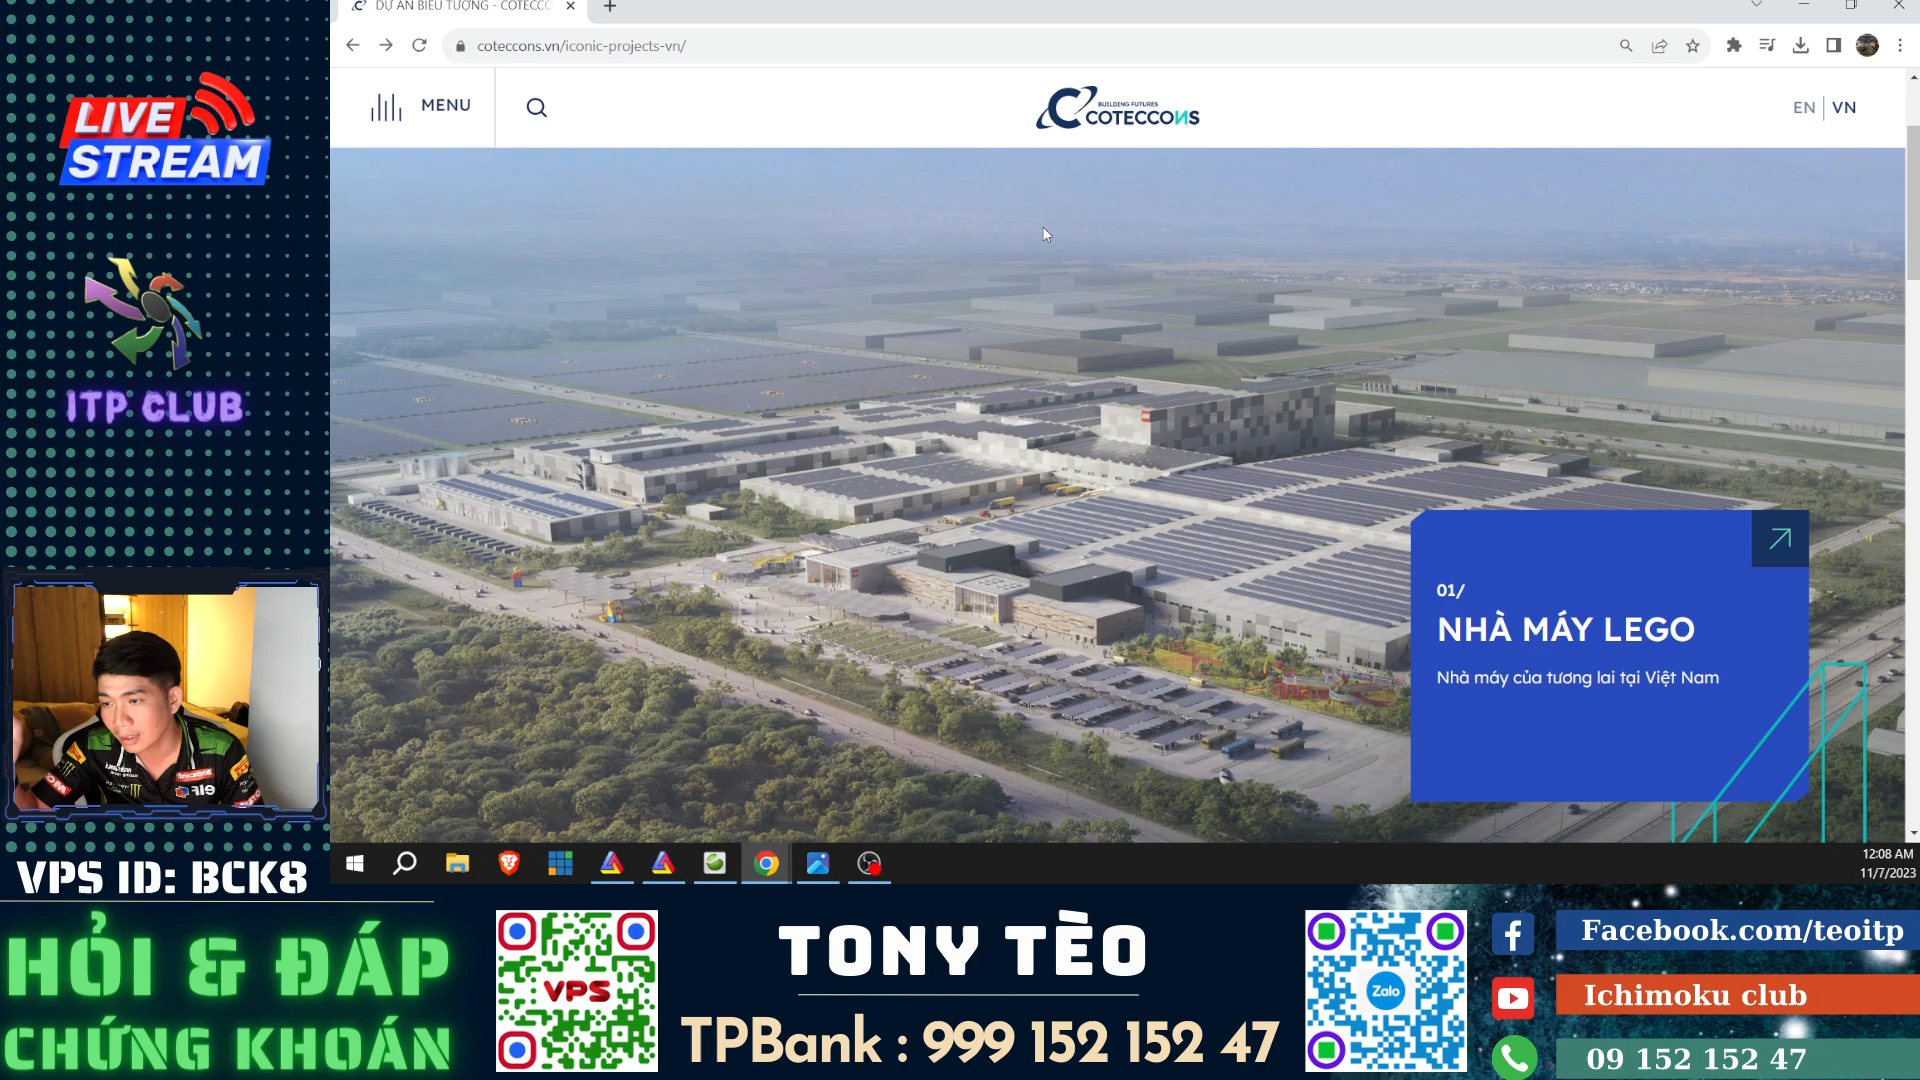 DỰ ÁN BIỂU TƯỢNG - COTECCO
coteccons.vn/iconic-projects-vn/
MENU
BUILDING FUTURES
COTECCONS
EN
VN
LIVE
STREAM
ITP CLUB
01/
NHÀ MÁY LEGO
Nhà máy của tương lai tại Việt Nam
12:08 AM
11/7/2023
VPS ID: BCK8
HỎI & ĐÁP
CHỨNG KHOÁN
VPS
TONY TÈO
TPBank : 999 152 152 47
Zalo
Facebook.com/teoitp
Ichimoku club
09 152 152 47